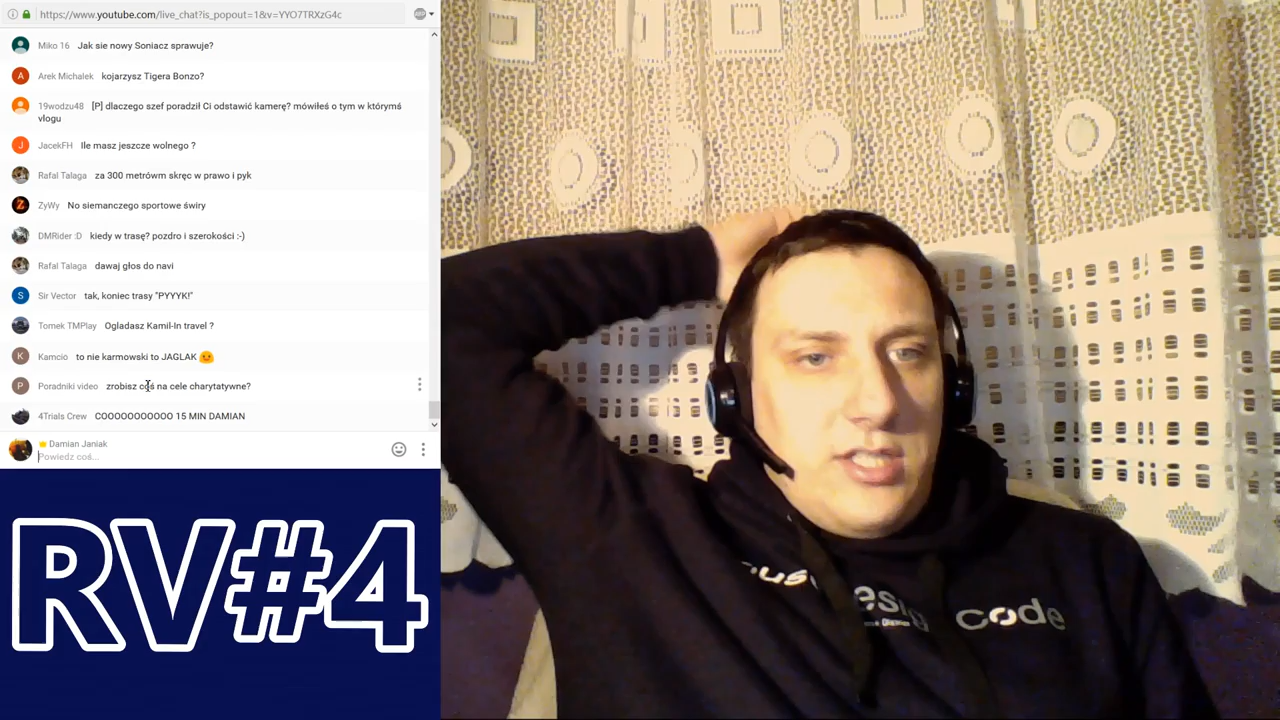 https://www.youtube.com/live_chat?is_popout=1&v=YYO7TRXzG4c
Miko 16 Jak sie nowy Soniacz sprawuje?
A Arek Michalek kojarzysz Tigera Bonzo?
19wodzu48 [P] dlaczego szef poradził Ci odstawić kamerę? mówiłeś o tym w którymś
vlogu
J JacekFH Ile masz jeszcze wolnego ?
Rafal Talaga za 300 metrówm skręc w prawo i pyk
Z ZyWy No siemanczego sportowe świry
DMRider :D kiedy w trasę? pozdro i szerokości :-)
Rafal Talaga dawaj głos do navi
S Sir Vector tak, koniec trasy "PYYYK!"
Tomek TMPlay Ogladasz Kamil-In travel ?
K Kamcio to nie karmowski to JAGLAK
P Poradniki video zrobisz coś na cele charytatywne?
4Trials Crew COOOOOOOOOOO 15 MIN DAMIAN
Damian Janiak
Powiedz coś...
RV#4
code